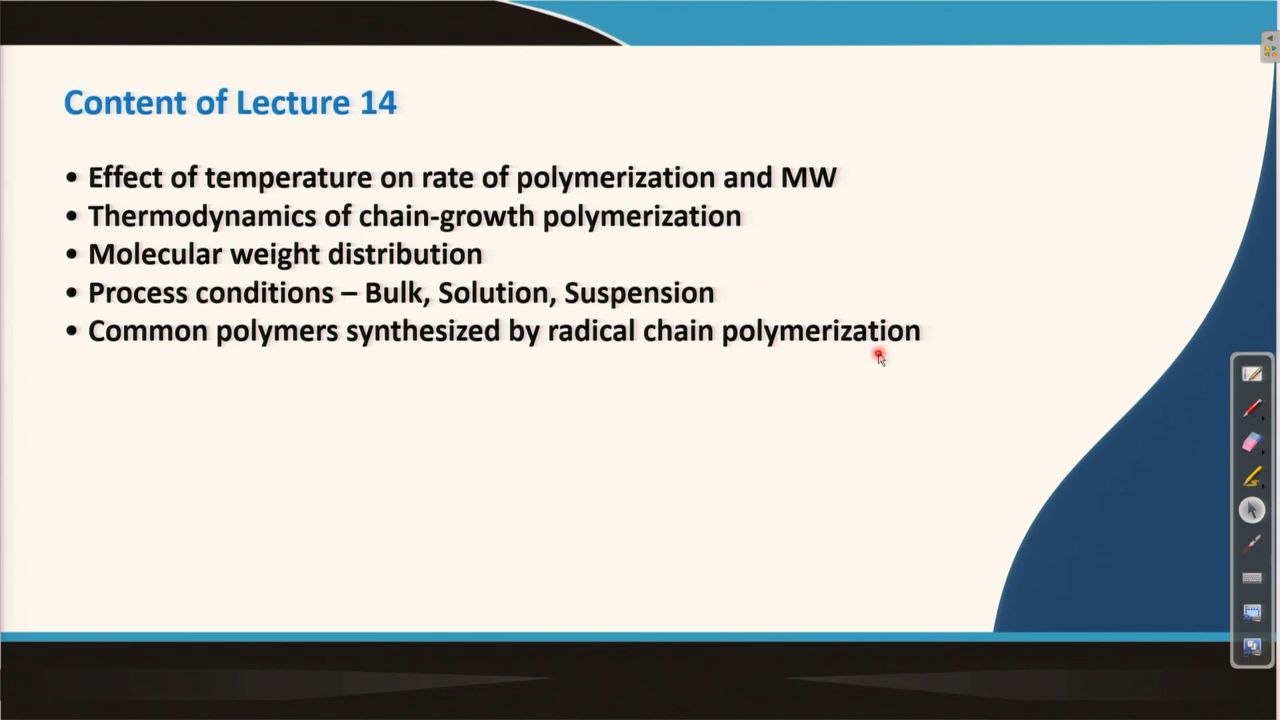 Content of Lecture 14
• Effect of temperature on rate of polymerization and MW
• Thermodynamics of chain-growth polymerization
• Molecular weight distribution
• Process conditions – Bulk, Solution, Suspension
• Common polymers synthesized by radical chain polymerization